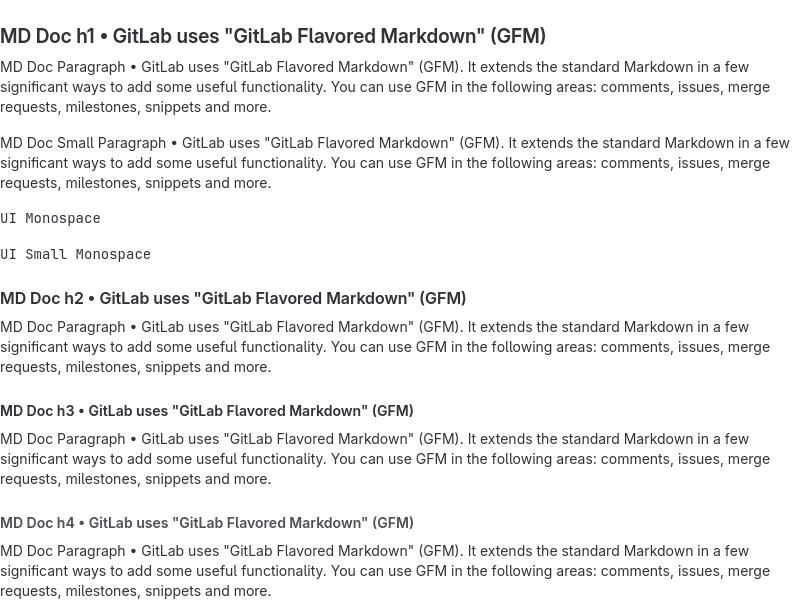 MD Doc h1 • GitLab uses "GitLab Flavored Markdown" (GFM)
MD Doc Paragraph • GitLab uses "GitLab Flavored Markdown" (GFM). It extends the standard Markdown in a few
significant ways to add some useful functionality. You can use GFM in the following areas: comments, issues, merge
requests, milestones, snippets and more.
MD Doc Small Paragraph • GitLab uses "GitLab Flavored Markdown" (GFM). It extends the standard Markdown in a few
significant ways to add some useful functionality. You can use GFM in the following areas: comments, issues, merge
requests, milestones, snippets and more.
UI Monospace
UI Small Monospace
MD Doc h2 • GitLab uses "GitLab Flavored Markdown" (GFM)
MD Doc Paragraph • GitLab uses "GitLab Flavored Markdown" (GFM). It extends the standard Markdown in a few
significant ways to add some useful functionality. You can use GFM in the following areas: comments, issues, merge
requests, milestones, snippets and more.
MD Doc h3 • GitLab uses "GitLab Flavored Markdown" (GFM)
MD Doc Paragraph • GitLab uses "GitLab Flavored Markdown" (GFM). It extends the standard Markdown in a few
significant ways to add some useful functionality. You can use GFM in the following areas: comments, issues, merge
requests, milestones, snippets and more.
MD Doc h4 • GitLab uses "GitLab Flavored Markdown" (GFM)
MD Doc Paragraph • GitLab uses "GitLab Flavored Markdown" (GFM). It extends the standard Markdown in a few
significant ways to add some useful functionality. You can use GFM in the following areas: comments, issues, merge
requests, milestones, snippets and more.